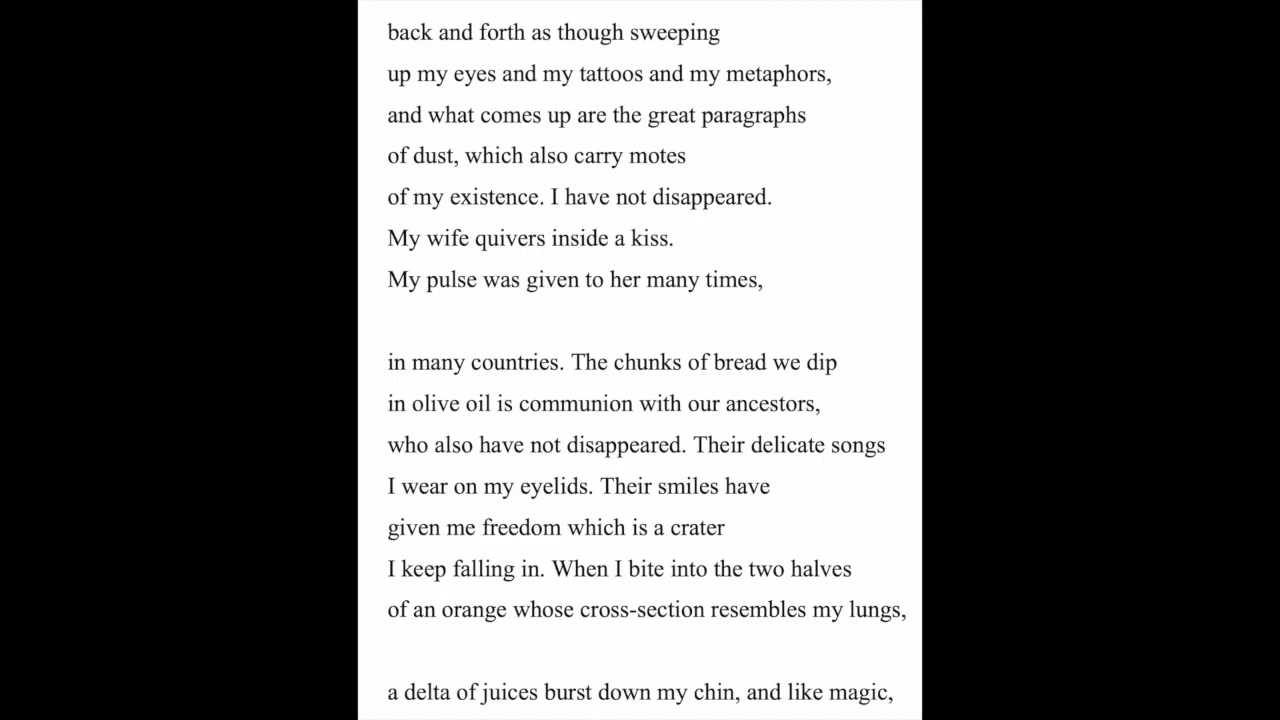 back and forth as though sweeping
up my eyes and my tattoos and my metaphors,
and what comes up are the great paragraphs
of dust, which also carry motes
of my existence. I have not disappeared.
My wife quivers inside a kiss.
My pulse was given to her many times,
in many countries. The chunks of bread we dip
in olive oil is communion with our ancestors,
who also have not disappeared. Their delicate songs
I wear on my eyelids. Their smiles have
given me freedom which is a crater
I keep falling in. When I bite into the two halves
of an orange whose cross-section resembles my lungs,
a delta of juices burst down my chin, and like magic,